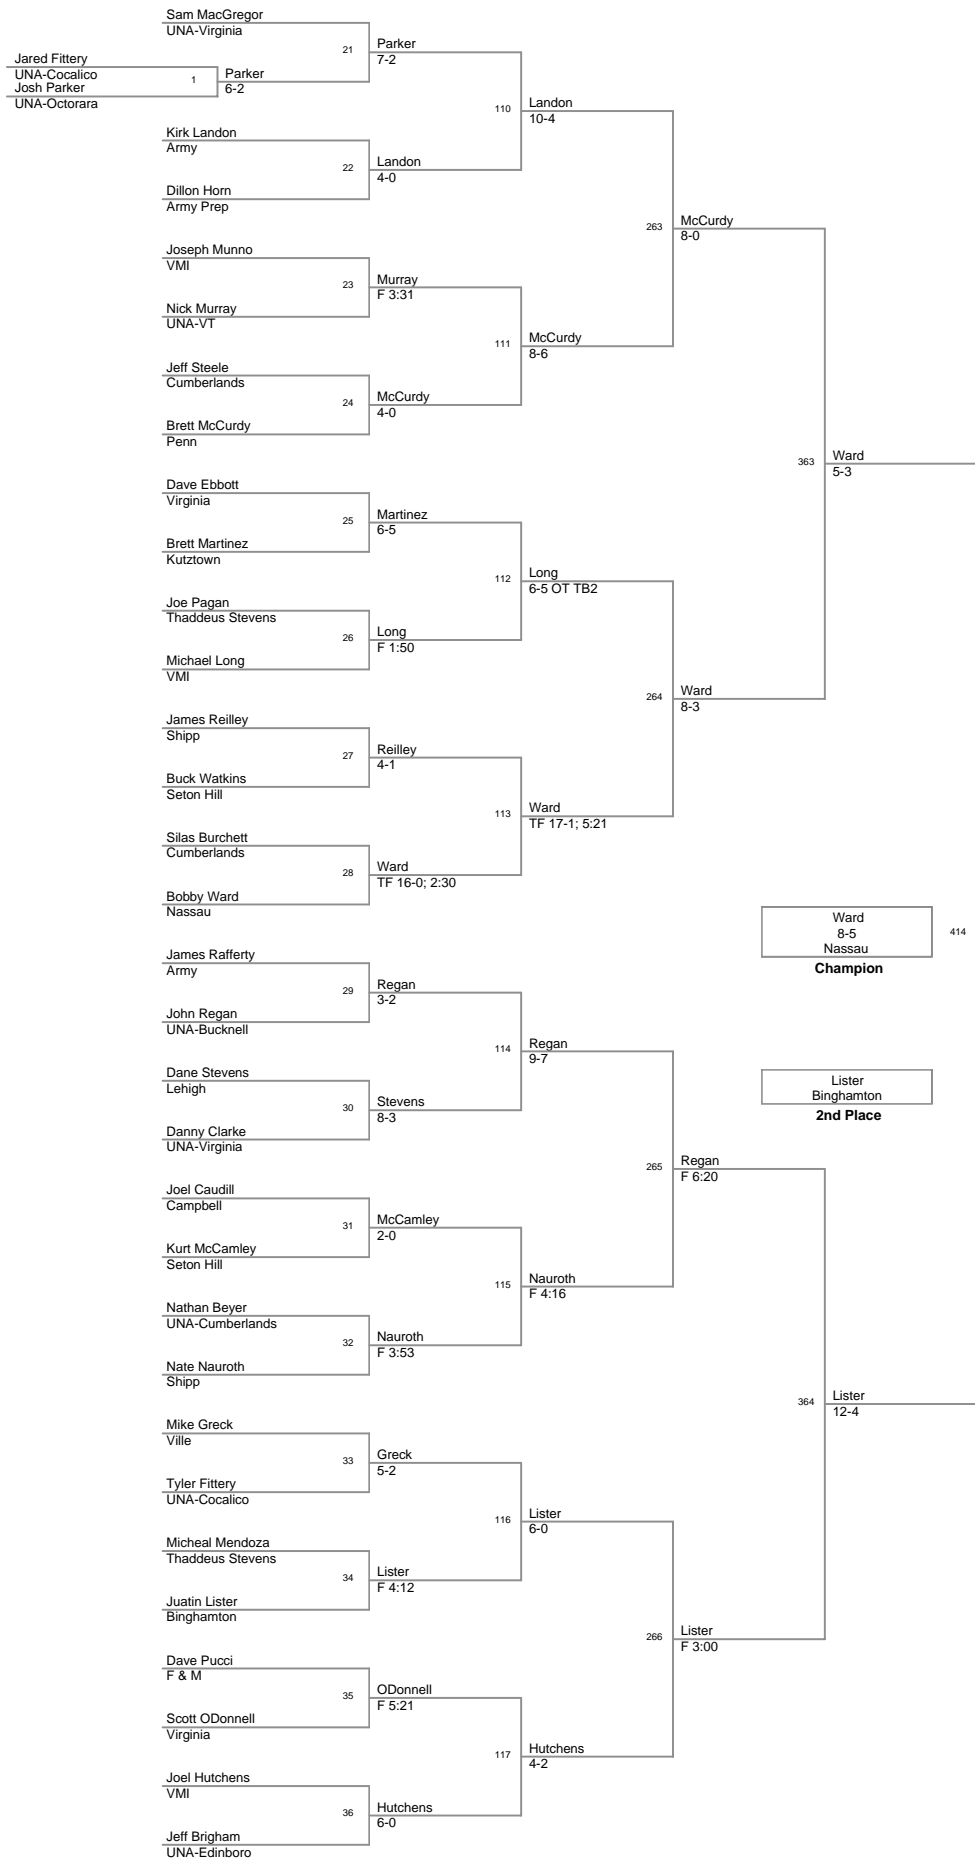 Sam MacGregor
UNA-Virginia
21
Parker
7-2
Jared Fittery
UNA-Cocalico
1
Parker
6-2
Josh Parker
UNA-Octorara
110
Landon
10-4
Kirk Landon
Army
22
Landon
4-0
Dillon Horn
Army Prep
263
McCurdy
8-0
Joseph Munno
VMI
23
Murray
F 3:31
Nick Murray
UNA-VT
111
McCurdy
8-6
Jeff Steele
Cumberlands
24
McCurdy
4-0
Brett McCurdy
Penn
363
Ward
5-3
Dave Ebbott
Virginia
25
Martinez
6-5
Brett Martinez
Kutztown
112
Long
6-5 OT TB2
Joe Pagan
Thaddeus Stevens
26
Long
F 1:50
Michael Long
VMI
264
Ward
8-3
James Reilley
Shipp
27
Reilley
4-1
Buck Watkins
Seton Hill
113
Ward
TF 17-1; 5:21
Silas Burchett
Cumberlands
28
Ward
TF 16-0; 2:30
Bobby Ward
Nassau
Ward
8-5
Nassau
414
Champion
James Rafferty
Army
29
Regan
3-2
John Regan
UNA-Bucknell
114
Regan
9-7
Dane Stevens
Lehigh
30
Stevens
8-3
Danny Clarke
UNA-Virginia
Lister
Binghamton
2nd Place
265
Regan
F 6:20
Joel Caudill
Campbell
31
McCamley
2-0
Kurt McCamley
Seton Hill
115
Nauroth
F 4:16
Nathan Beyer
UNA-Cumberlands
32
Nauroth
F 3:53
Nate Nauroth
Shipp
364
Lister
12-4
Mike Greck
Ville
33
Greck
5-2
Tyler Fittery
UNA-Cocalico
116
Lister
6-0
Micheal Mendoza
Thaddeus Stevens
34
Lister
F 4:12
Juatin Lister
Binghamton
266
Lister
F 3:00
Dave Pucci
F & M
35
ODonnell
F 5:21
Scott ODonnell
Virginia
117
Hutchens
4-2
Joel Hutchens
VMI
36
Hutchens
6-0
Jeff Brigham
UNA-Edinboro